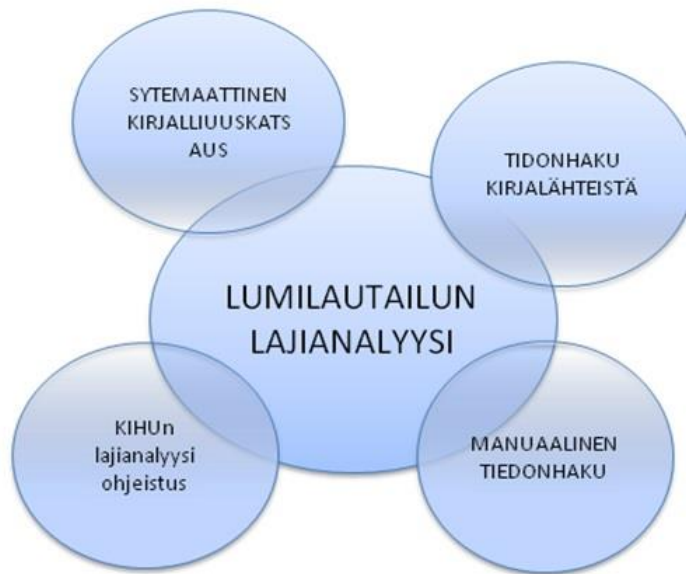 SYTEMAATTINEN
KIRJALLIUUSKATS
AUS
TIDONHAKU
KIRJALÄHTEISTÄ
LUMILAUTAILUN
LAJIANALYYSI
KIHUn
lajianalyysi
ohjeistus
MANUAALINEN
TIEDONHAKU